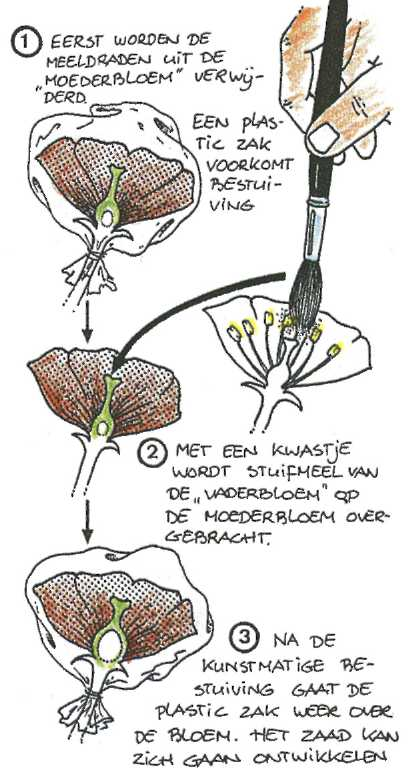 1 EERST WORDEN DE
MEELDRADEN UIT DE
„MOEDERBLOEM" VERWIJ-
DERD.
EEN PLAS-
TIC ZAK
VOORKOMT
BESTUI-
VING
2 MET EEN KWASTJE
WORDT STUIFMEEL VAN
DE „VADERBLOEM" OP
DE MOEDERBLOEM OVER-
GEBRACHT.
3 NA DE
KUNSTMATIGE BE-
STUIVING GAAT DE
PLASTIC ZAK WEER OVER
DE BLOEM. HET ZAAD KAN
ZICH GAAN ONTWIKKELEN